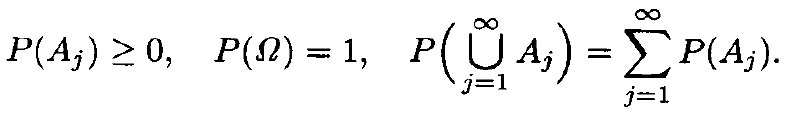 P(A_j) ≥ 0, P(Ω) = 1, P(⋃_{j=1}^{∞} A_j) = ∑_{j=1}^{∞} P(A_j).